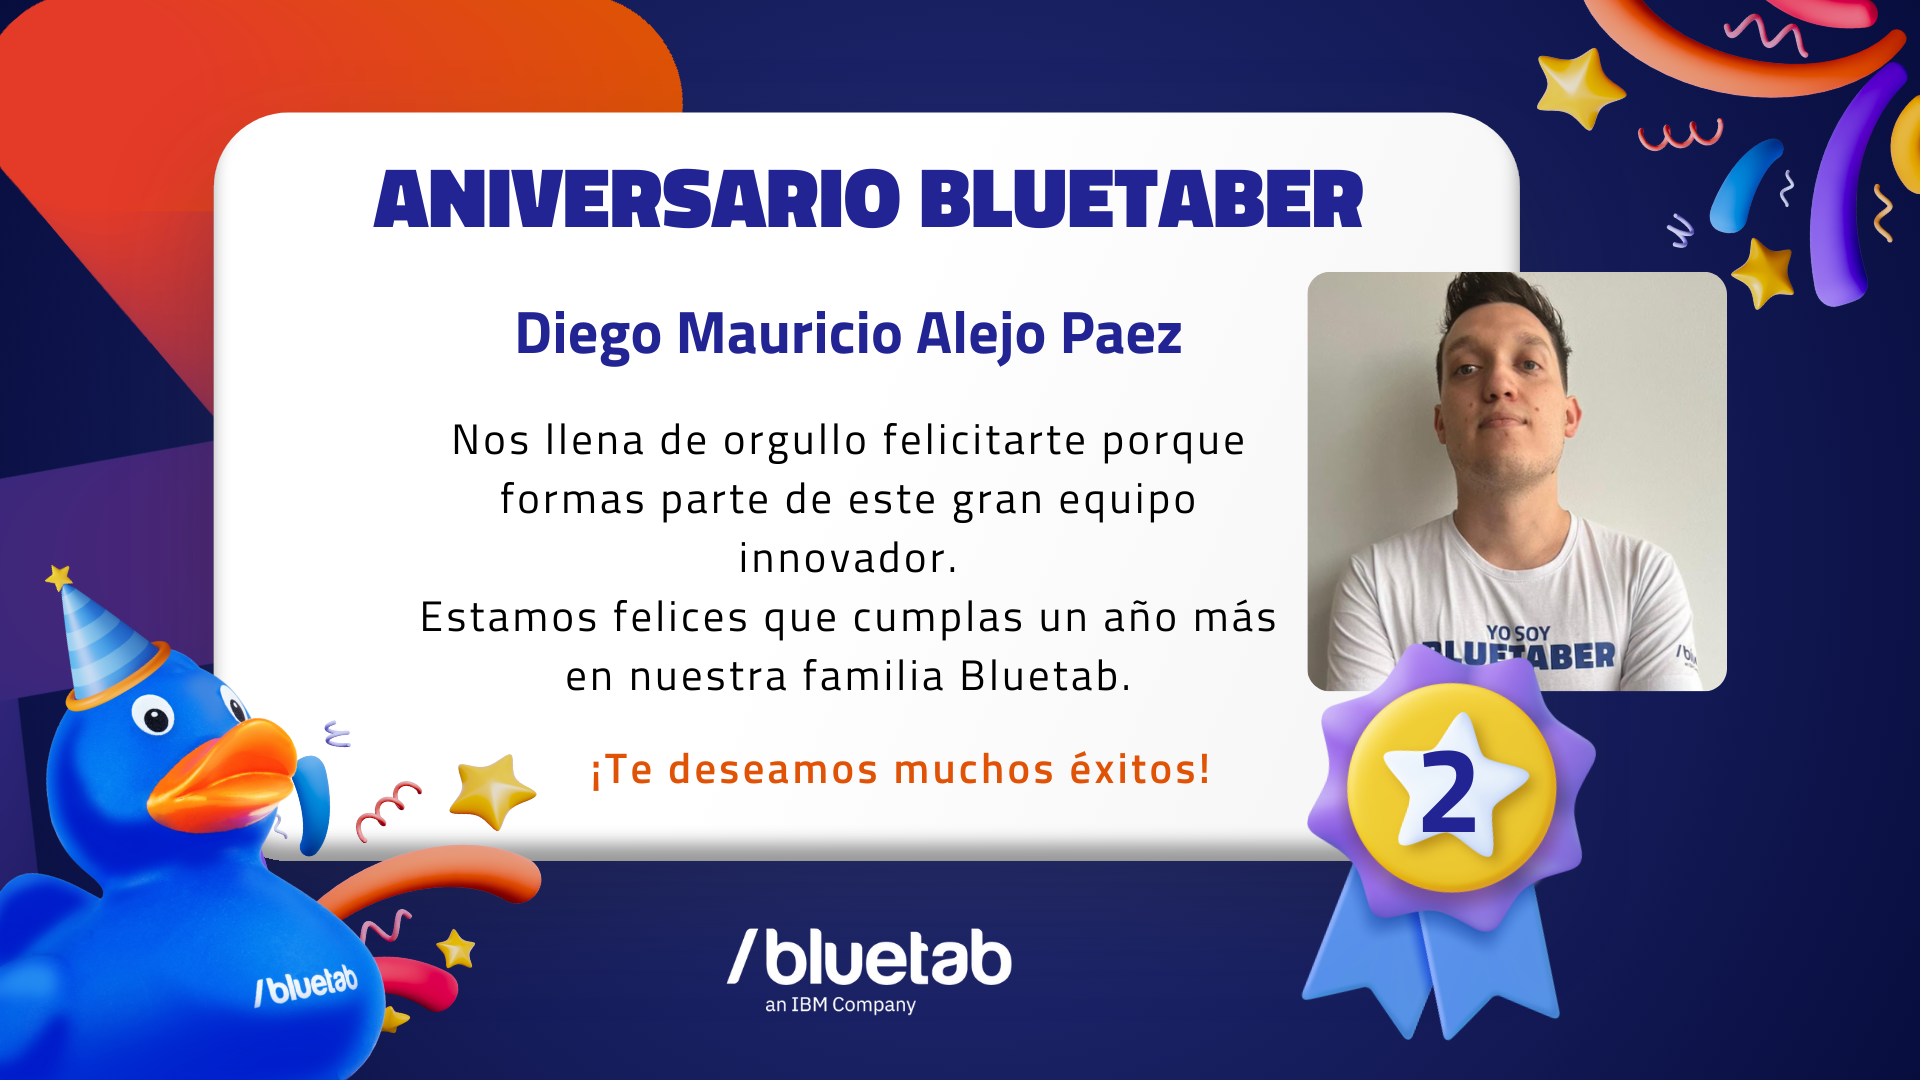 ANIVERSARIO BLUETABER
Diego Mauricio Alejo Paez
Nos llena de orgullo felicitarte porque
formas parte de este gran equipo
innovador.
Estamos felices que cumplas un año más
en nuestra familia Bluetab.
¡Te deseamos muchos éxitos!
YO SOY
BLUETABER
2
/bluetab
/bluetab
an IBM Company